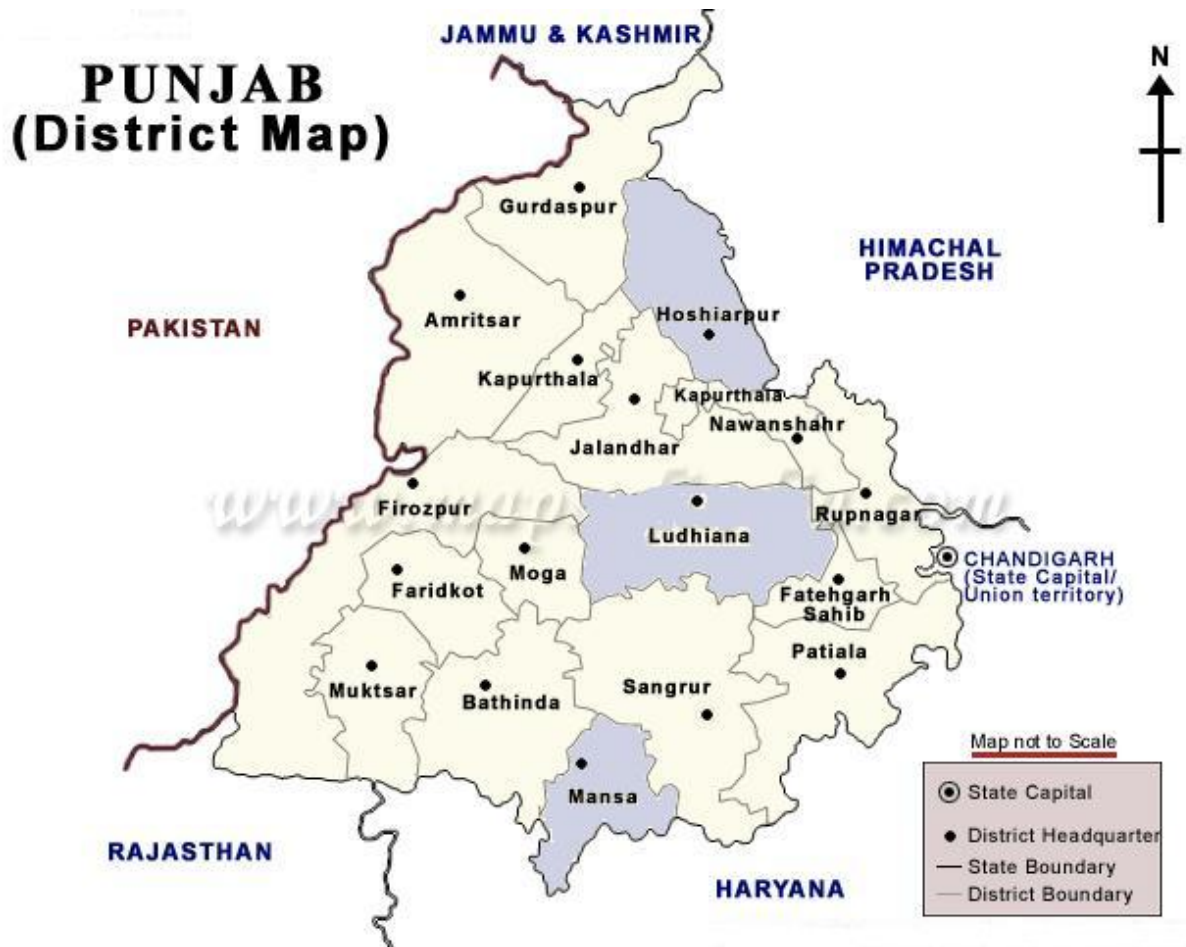 JAMMU & KASHMIR
PUNJAB
(District Map)
N
Gurdaspur
HIMACHAL
PRADESH
PAKISTAN
Amritsar
Hoshiarpur
Kapurthala
Kapurthala
Nawanshahr
Jalandhar
Firozpur
Rupnagar
Ludhiana
Moga
Faridkot
CHANDIGARH
(State Capital/
Union territory)
Fatehgarh
Sahib
Patiala
Muktsar
Bathinda
Sangrur
Mansa
Map not to Scale
State Capital
District Headquarter
State Boundary
District Boundary
RAJASTHAN
HARYANA